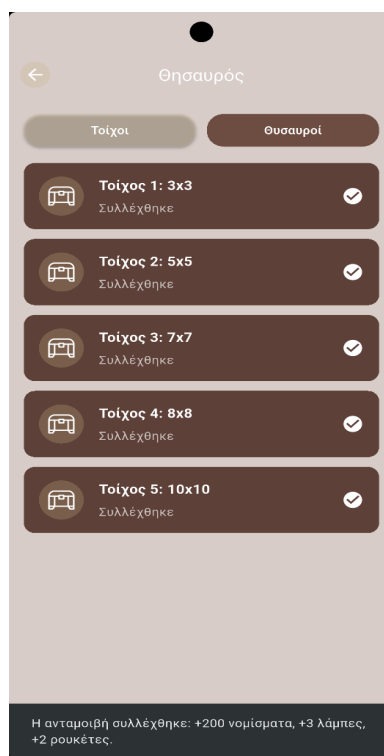 Θησαυρός
Τοίχοι
Θυσαυροί
Τοίχος 1: 3x3
Συλλέχθηκε
Τοίχος 2: 5x5
Συλλέχθηκε
Τοίχος 3: 7x7
Συλλέχθηκε
Τοίχος 4: 8x8
Συλλέχθηκε
Τοίχος 5: 10x10
Συλλέχθηκε
Η ανταμοιβή συλλέχθηκε: +200 νομίσματα, +3 λάμπες,
+2 ρουκέτες.